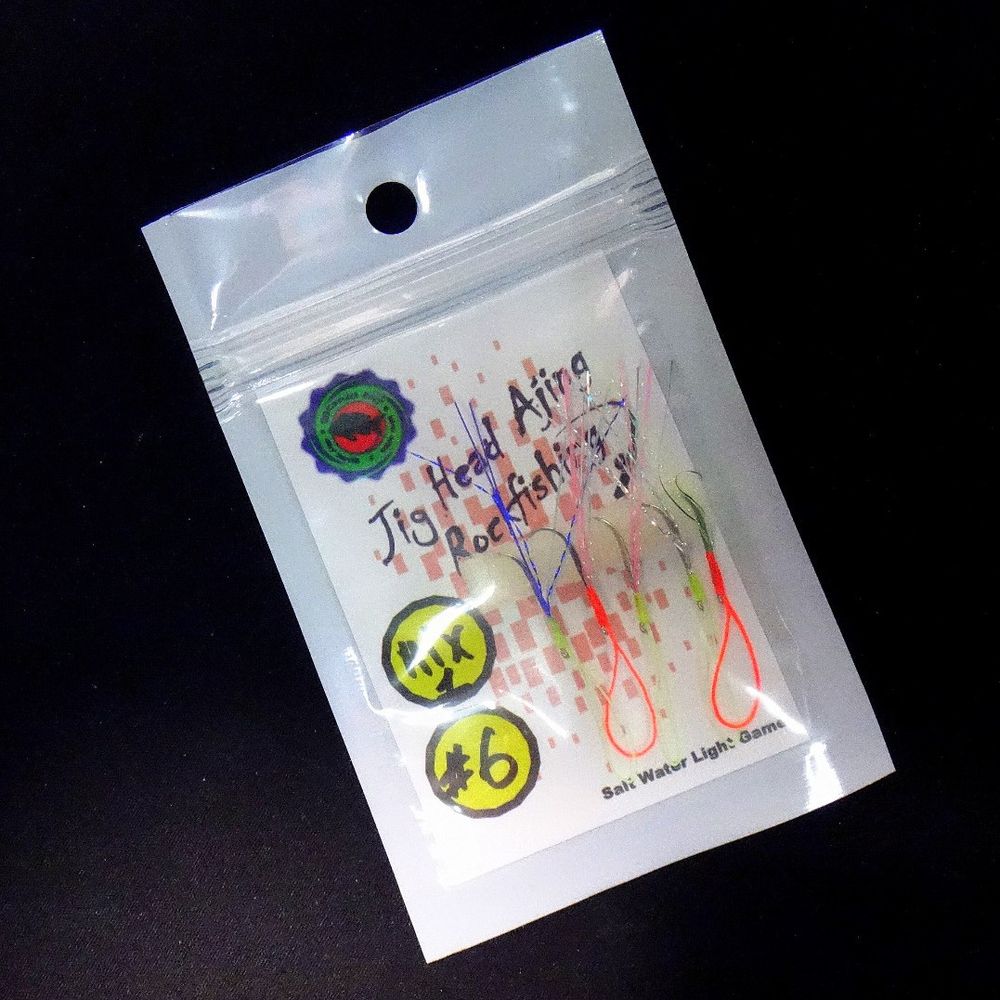 Jig Head Ajing
Rockfishing
Mix
#6
Salt Water Light Game